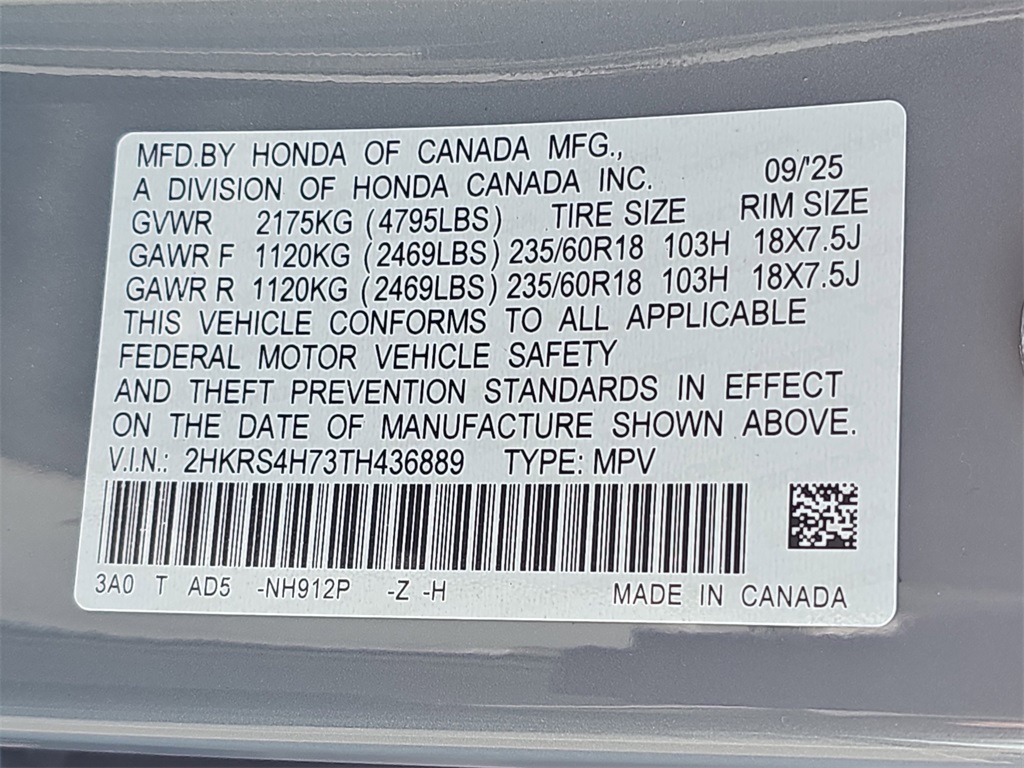 MFD.BY HONDA OF CANADA MFG.,
A DIVISION OF HONDA CANADA INC. 09/'25
GVWR 2175KG (4795LBS) TIRE SIZE RIM SIZE
GAWR F 1120KG (2469LBS) 235/60R18 103H 18X7.5J
GAWR R 1120KG (2469LBS) 235/60R18 103H 18X7.5J
THIS VEHICLE CONFORMS TO ALL APPLICABLE
FEDERAL MOTOR VEHICLE SAFETY
AND THEFT PREVENTION STANDARDS IN EFFECT
ON THE DATE OF MANUFACTURE SHOWN ABOVE.
V.I.N.: 2HKRS4H73TH436889 TYPE: MPV
3A0 T AD5 -NH912P -Z -H MADE IN CANADA